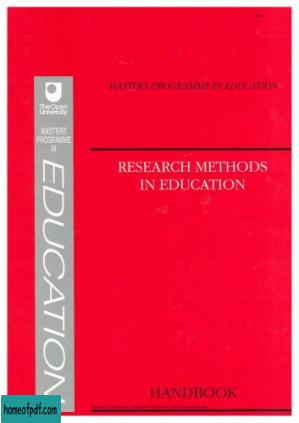 MASTERS PROGRAMME IN EDUCATION
The Open
University
MASTERS
PROGRAMME
IN
EDUCATION
RESEARCH METHODS
IN EDUCATION
HANDBOOK
homeofpdf.com